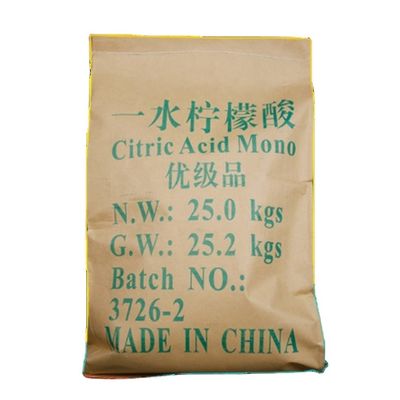 一水柠檬酸
Citric Acid Mono
优级品
N.W.: 25.0 kgs
G.W.: 25.2 kgs
Batch NO.:
3726-2
MADE IN CHINA